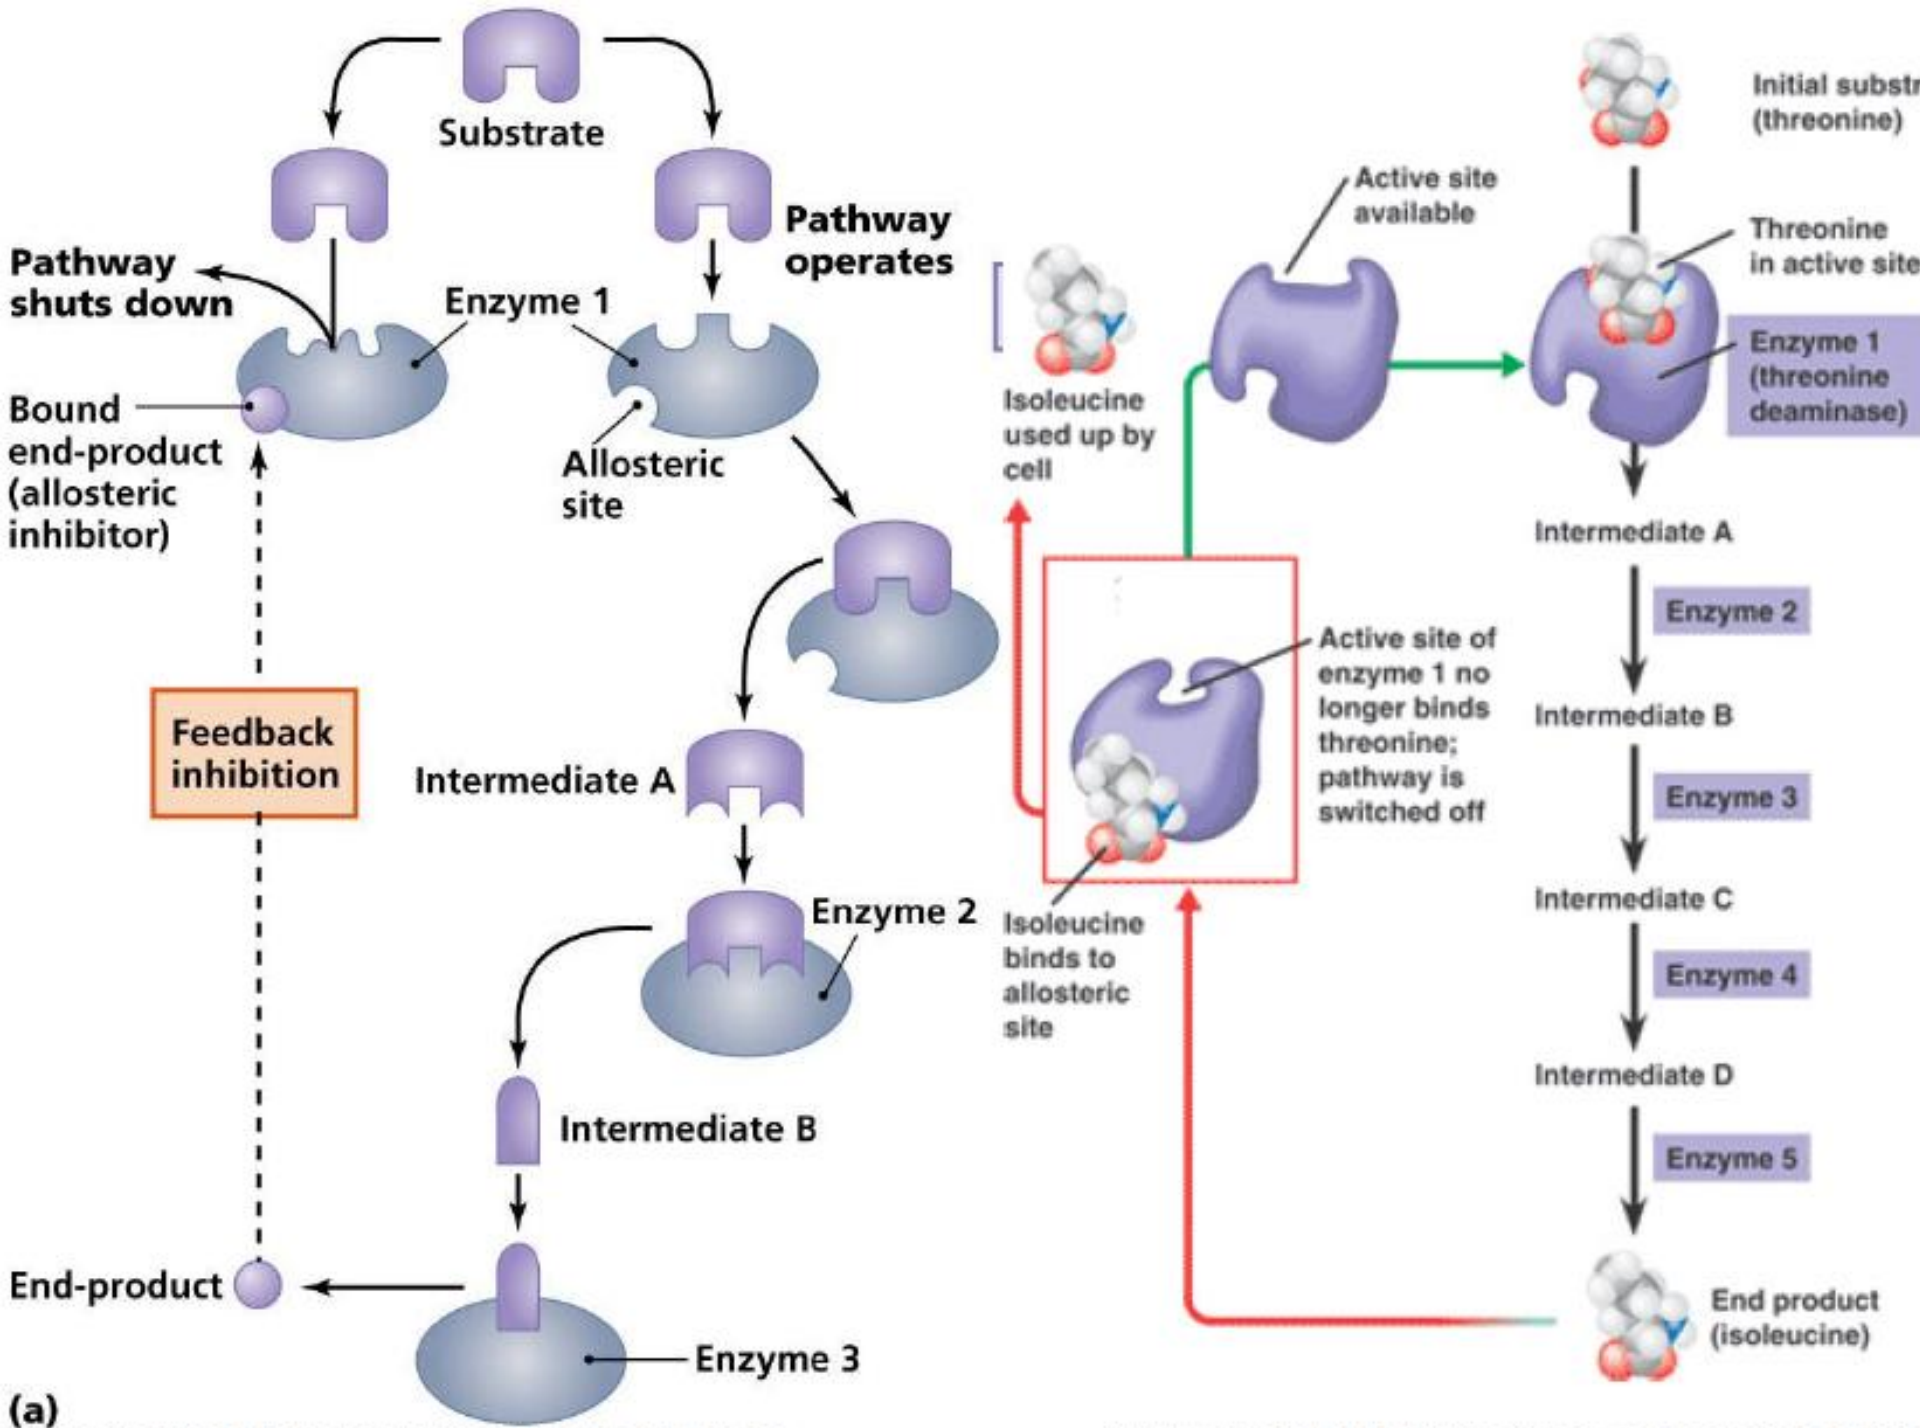 Substrate
Pathway
operates
Pathway
shuts down
Enzyme 1
Bound
end-product
(allosteric
inhibitor)
Allosteric
site
Feedback
inhibition
Intermediate A
Enzyme 2
Intermediate B
End-product
Enzyme 3
(a)
Initial
(threonine)
Active site
available
Threonine
in active site
Enzyme 1
(threonine
deaminase)
Isoleucine
used up by
cell
Intermediate A
Enzyme 2
Active site of
enzyme 1 no
longer binds
threonine;
pathway is
switched off
Intermediate B
Enzyme 3
Intermediate C
Isoleucine
binds to
allosteric
site
Enzyme 4
Intermediate D
Enzyme 5
End product
(isoleucine)